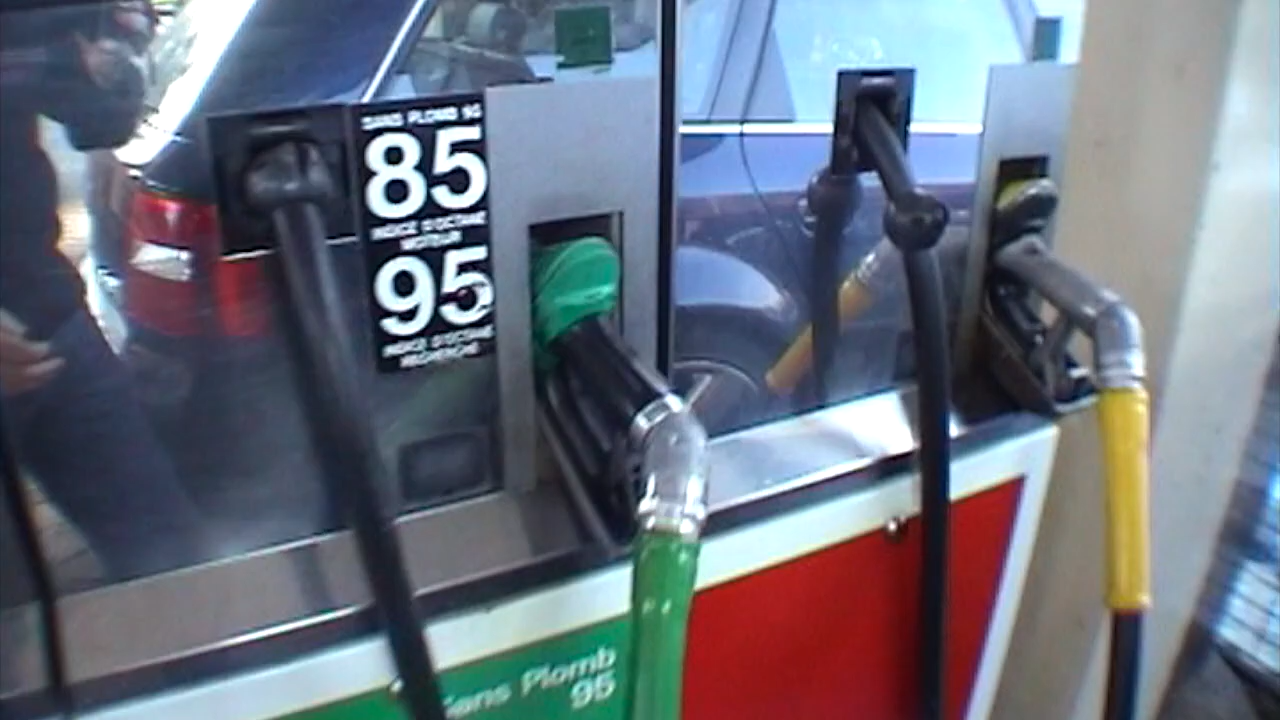 SANS PLOMB 95
85
INDICE D'OCTANE
MOTEUR
95
INDICE D'OCTANE
RECHERCHE
Sans Plomb
95